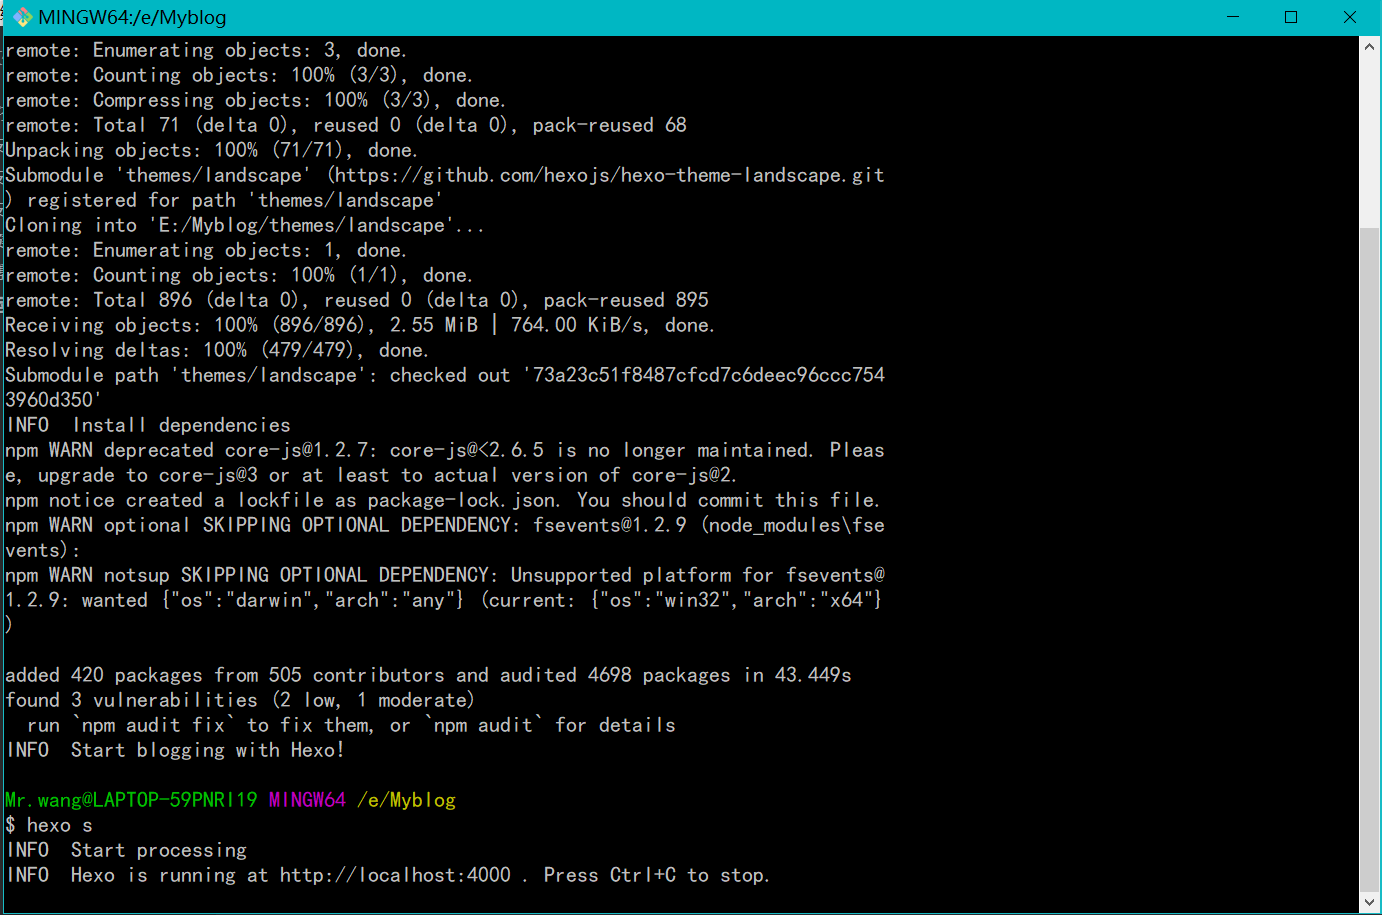 MINGW64:/e/Myblog
remote: Enumerating objects: 3, done.
remote: Counting objects: 100% (3/3), done.
remote: Compressing objects: 100% (3/3), done.
remote: Total 71 (delta 0), reused 0 (delta 0), pack-reused 68
Unpacking objects: 100% (71/71), done.
Submodule 'themes/landscape' (https://github.com/hexojs/hexo-theme-landscape.git
) registered for path 'themes/landscape'
Cloning into 'E:/Myblog/themes/landscape'...
remote: Enumerating objects: 1, done.
remote: Counting objects: 100% (1/1), done.
remote: Total 896 (delta 0), reused 0 (delta 0), pack-reused 895
Receiving objects: 100% (896/896), 2.55 MiB | 764.00 KiB/s, done.
Resolving deltas: 100% (479/479), done.
Submodule path 'themes/landscape': checked out '73a23c51f8487cfcd7c6deec96ccc754
3960d350'
INFO  Install dependencies
npm WARN deprecated core-js@1.2.7: core-js@<2.6.5 is no longer maintained. Pleas
e, upgrade to core-js@3 or at least to actual version of core-js@2.
npm notice created a lockfile as package-lock.json. You should commit this file.
npm WARN optional SKIPPING OPTIONAL DEPENDENCY: fsevents@1.2.9 (node_modules\fse
vents):
npm WARN notsup SKIPPING OPTIONAL DEPENDENCY: Unsupported platform for fsevents@
1.2.9: wanted {"os":"darwin","arch":"any"} (current: {"os":"win32","arch":"x64"}
)
added 420 packages from 505 contributors and audited 4698 packages in 43.449s
found 3 vulnerabilities (2 low, 1 moderate)
  run `npm audit fix` to fix them, or `npm audit` for details
INFO  Start blogging with Hexo!
Mr.wang@LAPTOP-59PNRI19 MINGW64 /e/Myblog
$ hexo s
INFO  Start processing
INFO  Hexo is running at http://localhost:4000 . Press Ctrl+C to stop.